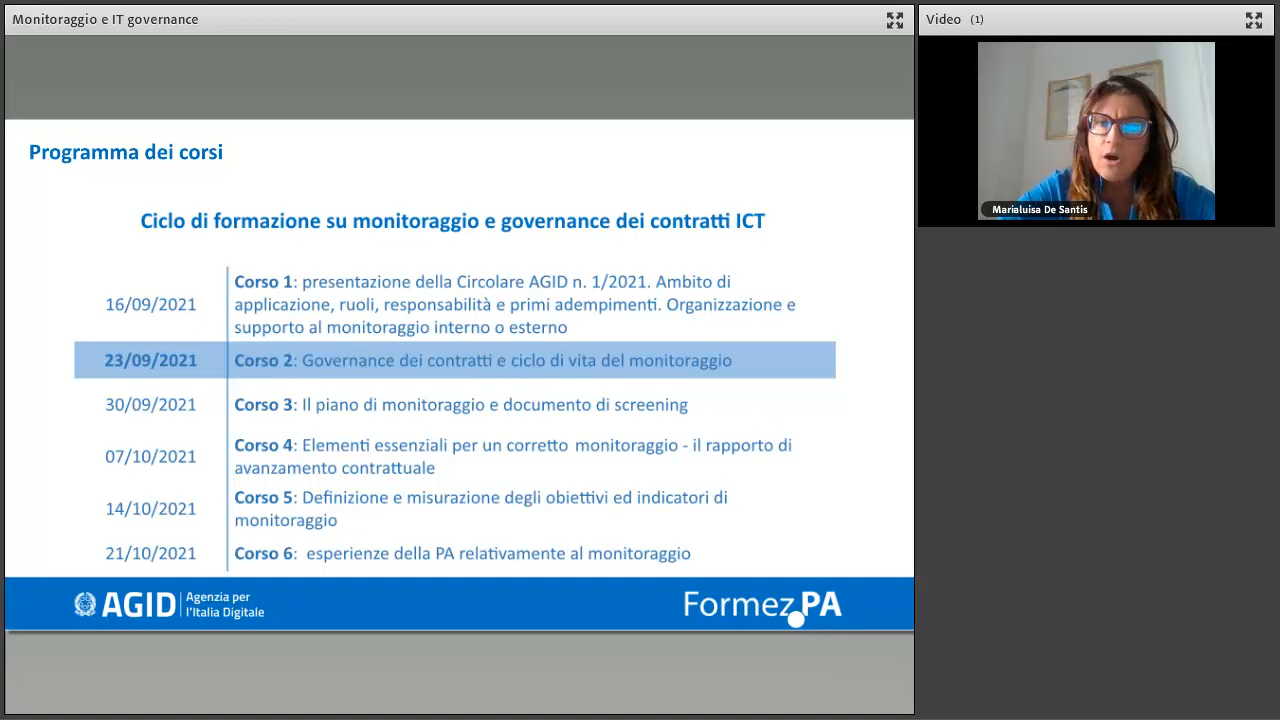 Monitoraggio e IT governance
Video (1)
Marialuisa De Santis
Programma dei corsi
Ciclo di formazione su monitoraggio e governance dei contratti ICT
16/09/2021
Corso 1: presentazione della Circolare AGID n. 1/2021. Ambito di
applicazione, ruoli, responsabilità e primi adempimenti. Organizzazione e
supporto al monitoraggio interno o esterno
23/09/2021
Corso 2: Governance dei contratti e ciclo di vita del monitoraggio
30/09/2021
Corso 3: Il piano di monitoraggio e documento di screening
07/10/2021
Corso 4: Elementi essenziali per un corretto monitoraggio - il rapporto di
avanzamento contrattuale
14/10/2021
Corso 5: Definizione e misurazione degli obiettivi ed indicatori di
monitoraggio
21/10/2021
Corso 6: esperienze della PA relativamente al monitoraggio
AGID
Agenzia per
l'Italia Digitale
Formez PA